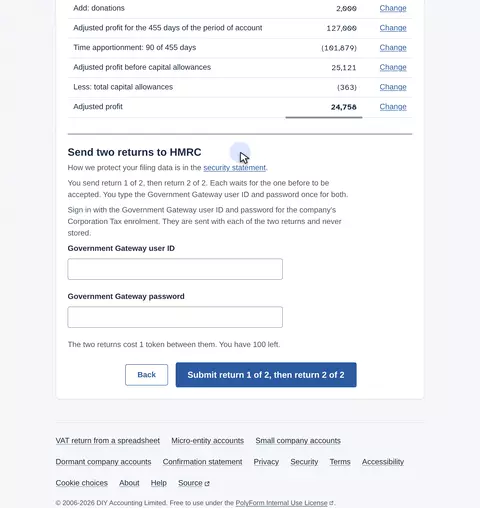 Add: donations 2,000 Change
Adjusted profit for the 455 days of the period of account 127,000 Change
Time apportionment: 90 of 455 days (101,879) Change
Adjusted profit before capital allowances 25,121 Change
Less: total capital allowances (363) Change
Adjusted profit 24,758 Change
Send two returns to HMRC
How we protect your filing data is in the security statement.
You send return 1 of 2, then return 2 of 2. Each waits for the one before to be
accepted. You type the Government Gateway user ID and password once for both.
Sign in with the Government Gateway user ID and password for the company's
Corporation Tax enrolment. They are sent with each of the two returns and never
stored.
Government Gateway user ID
Government Gateway password
The two returns cost 1 token between them. You have 100 left.
Back Submit return 1 of 2, then return 2 of 2
VAT return from a spreadsheet Micro-entity accounts Small company accounts
Dormant company accounts Confirmation statement Privacy Security Terms Accessibility
Cookie choices About Help Source
© 2006-2026 DIY Accounting Limited. Free to use under the PolyForm Internal Use License.